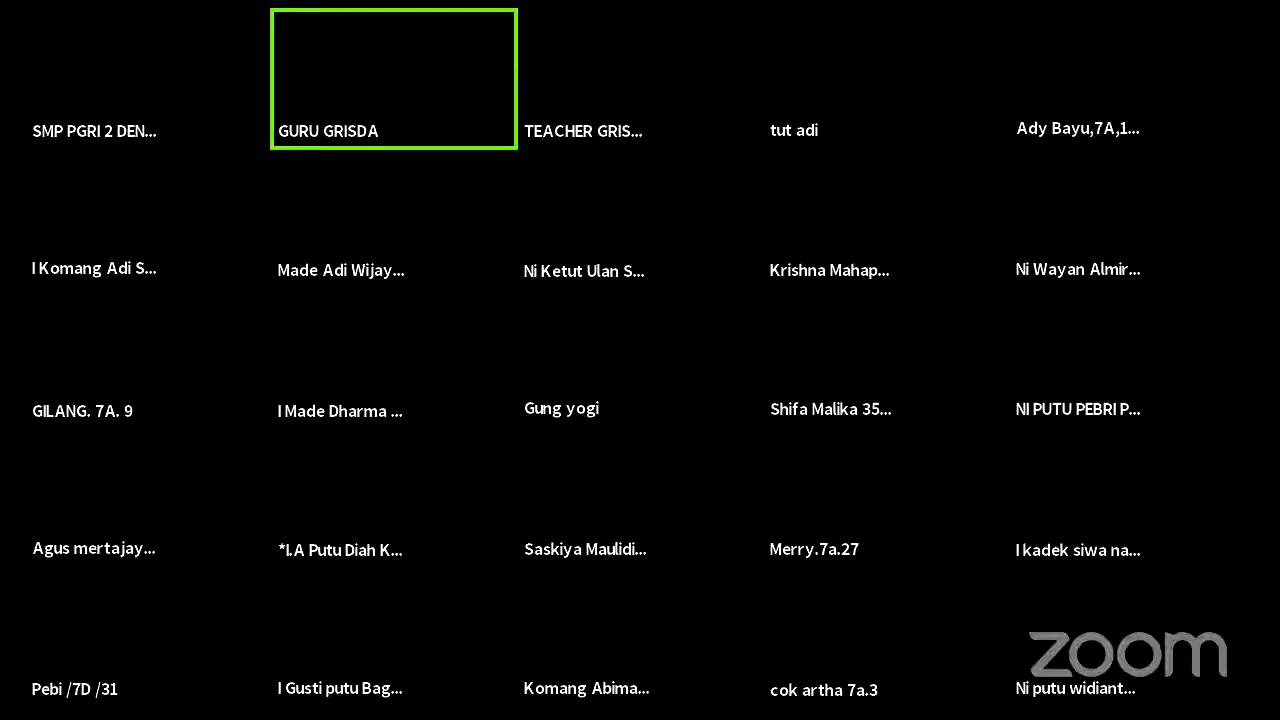 SMP PGRI 2 DEN...
GURU GRISDA
TEACHER GRIS...
tut adi
Ady Bayu,7A,1...
I Komang Adi S...
Made Adi Wijay...
Ni Ketut Ulan S...
Krishna Mahap...
Ni Wayan Almir...
GILANG. 7A. 9
I Made Dharma ...
Gung yogi
Shifa Malika 35...
NI PUTU PEBRI P...
Agus mertajay...
*I.A Putu Diah K...
Saskiya Maulidi...
Merry.7a.27
I kadek siwa na...
Pebi /7D /31
I Gusti putu Bag...
Komang Abima...
cok artha 7a.3
Ni putu widiant...
zoom